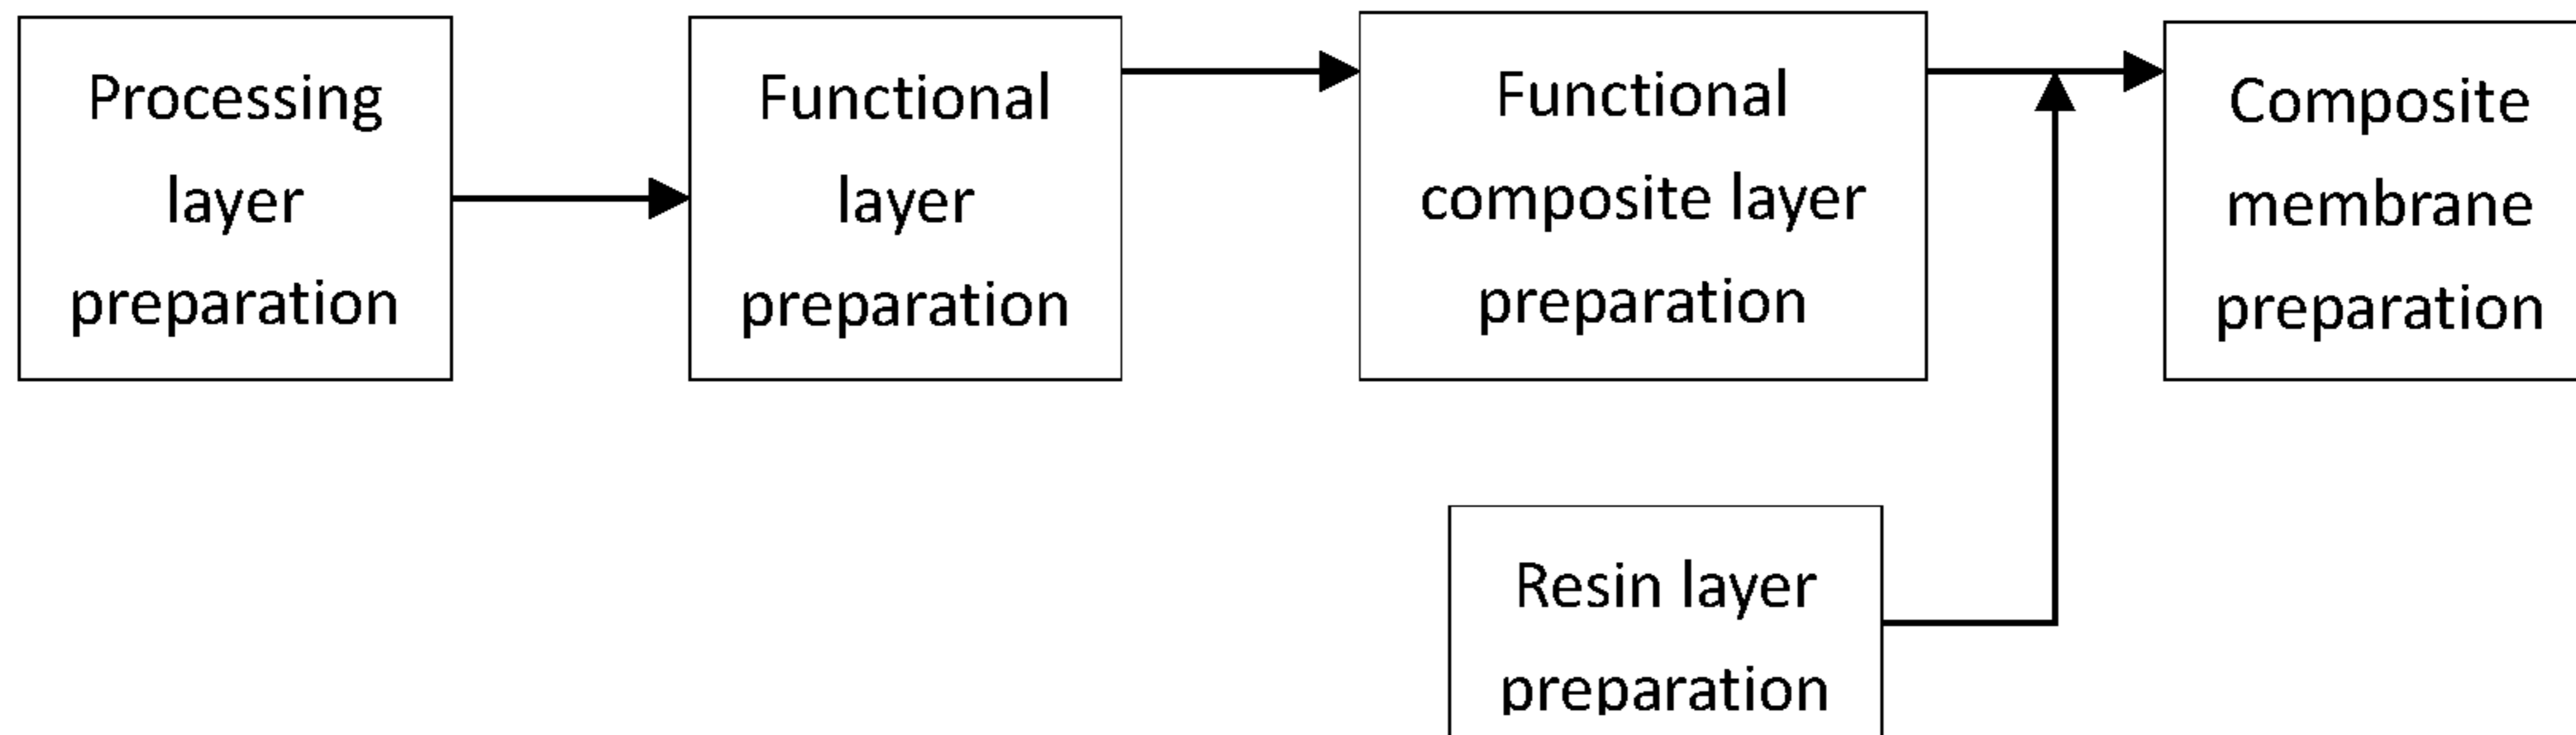 Processing
layer
preparation
Functional
layer
preparation
Functional
composite layer
preparation
Composite
membrane
preparation
Resin layer
preparation